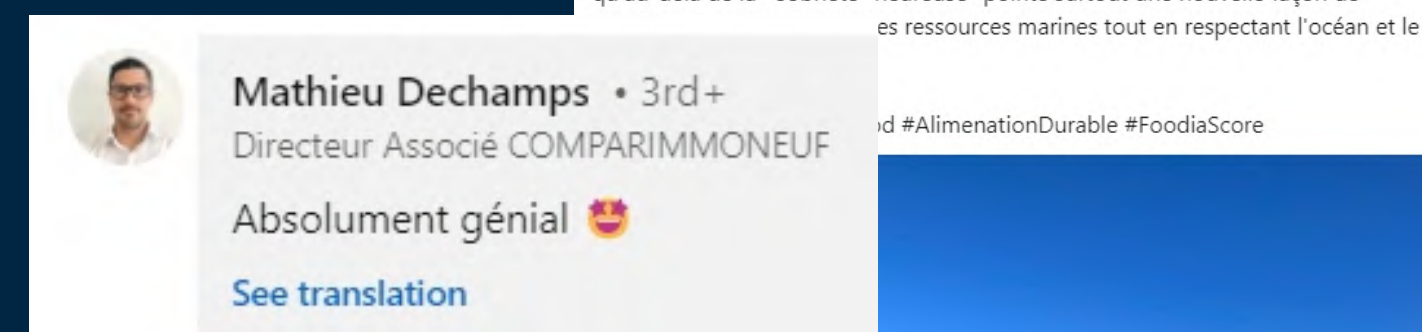 es ressources marines tout en respectant l'océan et le
Mathieu Dechamps • 3rd+
Directeur Associé COMPARIMMONEUF
Absolument génial 🤩
See translation
d #AlimenationDurable #FoodiaScore